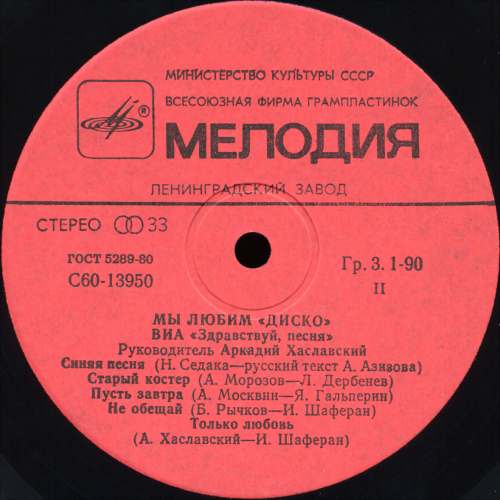 МИНИСТЕРСТВО КУЛЬТУРЫ СССР
ВСЕСОЮЗНАЯ ФИРМА ГРАМПЛАСТИНОК
®
МЕЛОДИЯ
ЛЕНИНГРАДСКИЙ ЗАВОД
СТЕРЕО 33
ГОСТ 5289-80
С60-13950
Гр. 3. 1-90
II
МЫ ЛЮБИМ «ДИСКО»
ВИА «Здравствуй, песня»
Руководитель Аркадий Хаславский
Синяя песня (Н. Седака—русский текст А. Азизова)
Старый костер (А. Морозов—Л. Дербенев)
Пусть завтра (А. Москвин—Я. Гальперин)
Не обещай (Б. Рычков—И. Шаферан)
Только любовь
(А. Хаславский—И. Шаферан)